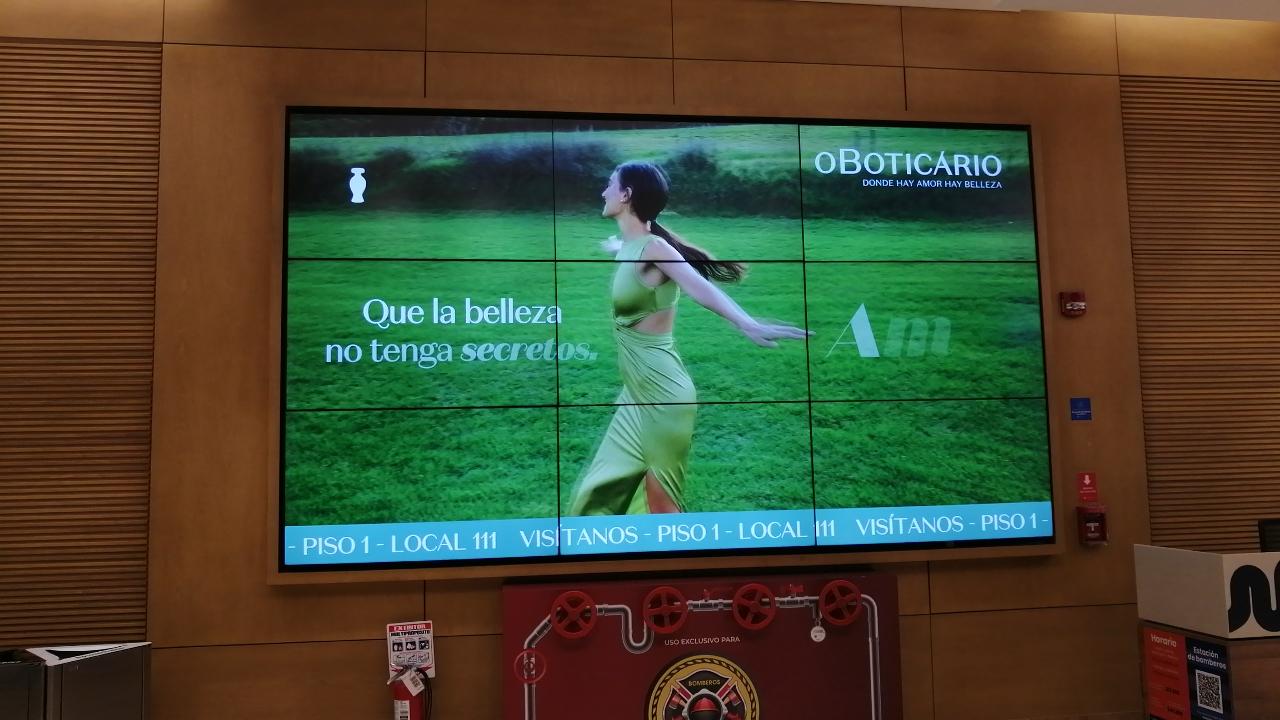 OBOTICÁRIO
DONDE HAY AMOR HAY BELLEZA
Que la belleza
no tenga secretos.
Am
- PISO 1 - LOCAL 111 VISÍTANOS - PISO 1 - LOCAL 111 VISÍTANOS - PISO 1 -
USO EXCLUSIVO PARA
BOMBEROS
EXTINTOR
MULTIPROPÓSITO
Horario
Estación
de bomberos